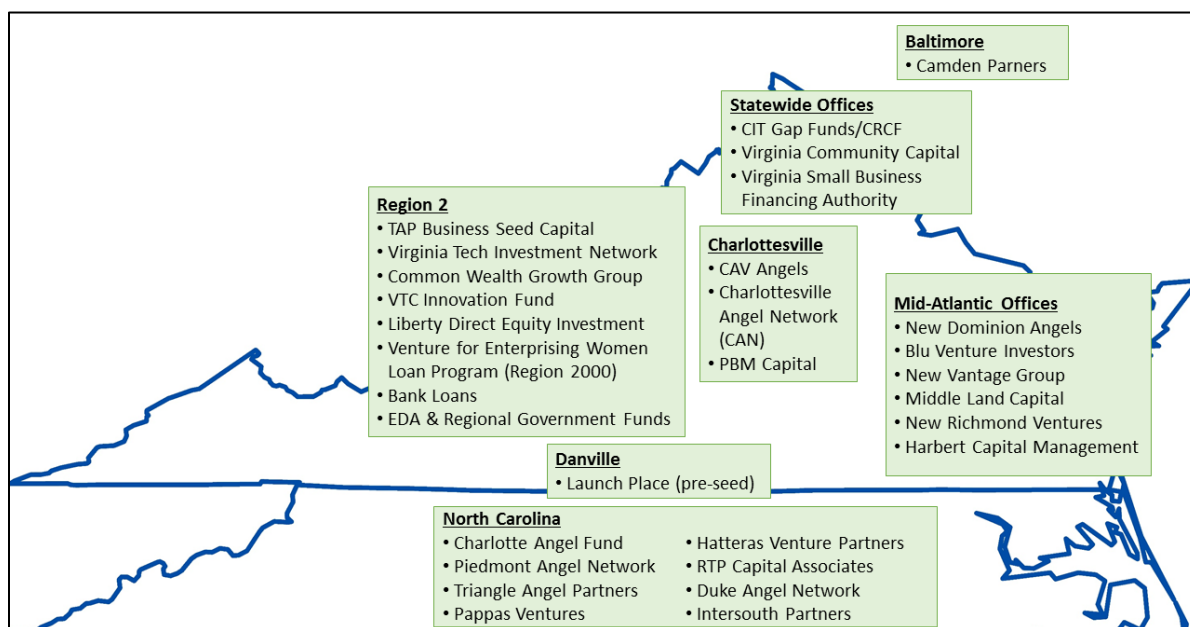 Baltimore
• Camden Parners
Statewide Offices
• CIT Gap Funds/CRCF
• Virginia Community Capital
• Virginia Small Business
Financing Authority
Region 2
• TAP Business Seed Capital
• Virginia Tech Investment Network
• Common Wealth Growth Group
• VTC Innovation Fund
• Liberty Direct Equity Investment
• Venture for Enterprising Women
Loan Program (Region 2000)
• Bank Loans
• EDA & Regional Government Funds
Charlottesville
• CAV Angels
• Charlottesville
Angel Network
(CAN)
• PBM Capital
Mid-Atlantic Offices
• New Dominion Angels
• Blu Venture Investors
• New Vantage Group
• Middle Land Capital
• New Richmond Ventures
• Harbert Capital Management
Danville
• Launch Place (pre-seed)
North Carolina
• Charlotte Angel Fund
• Piedmont Angel Network
• Triangle Angel Partners
• Pappas Ventures
• Hatteras Venture Partners
• RTP Capital Associates
• Duke Angel Network
• Intersouth Partners